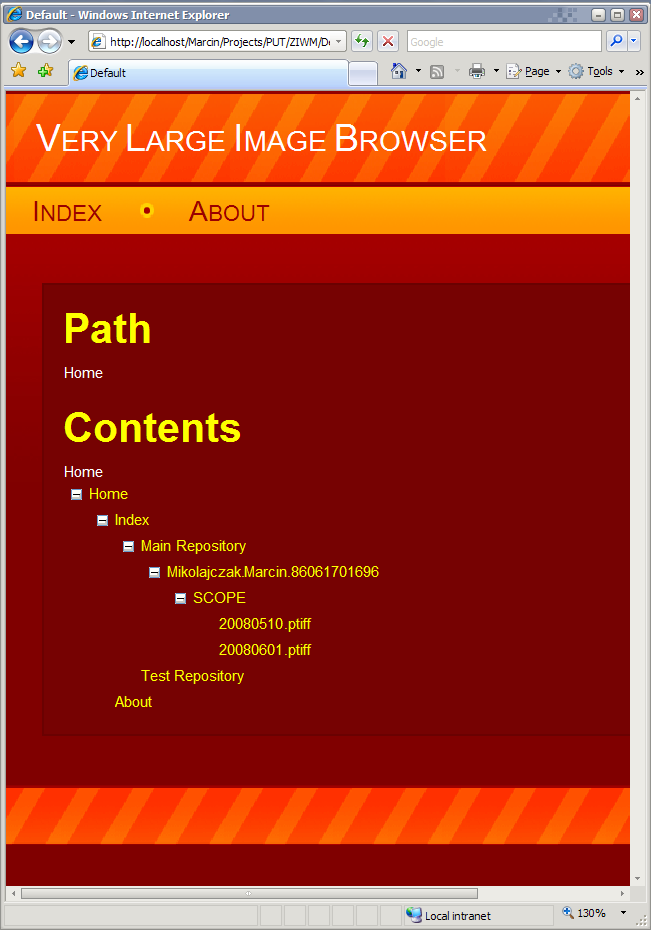 Default - Windows Internet Explorer
http://localhost/Marcin/Projects/PUT/ZIWM/De
Google
Default
Page
Tools
VERY LARGE IMAGE BROWSER
INDEX ABOUT
Path
Home
Contents
Home
Home
Index
Main Repository
Mikolajczak.Marcin.86061701696
SCOPE
20080510.ptiff
20080601.ptiff
Test Repository
About
Local intranet 130%